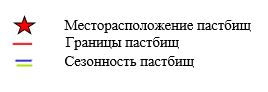 Месторасположение пастбищ
Границы пастбищ
Сезонность пастбищ